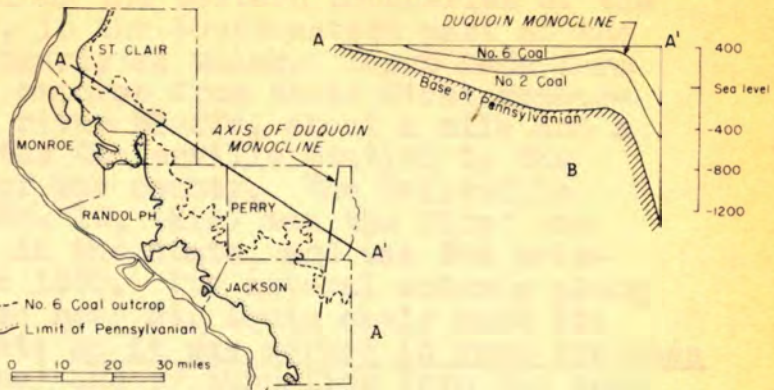 A
ST. CLAIR
MONROE
AXIS OF DUQUOIN
MONOCLINE
RANDOLPH
PERRY
A'
JACKSON
No. 6 Coal outcrop
Limit of Pennsylvanian
A
0 10 20 30 miles
DUQUOIN MONOCLINE
A
A'
No. 6 Coal
No. 2 Coal
Base of Pennsylvanian
B
400
Sea level
-400
-800
-1200